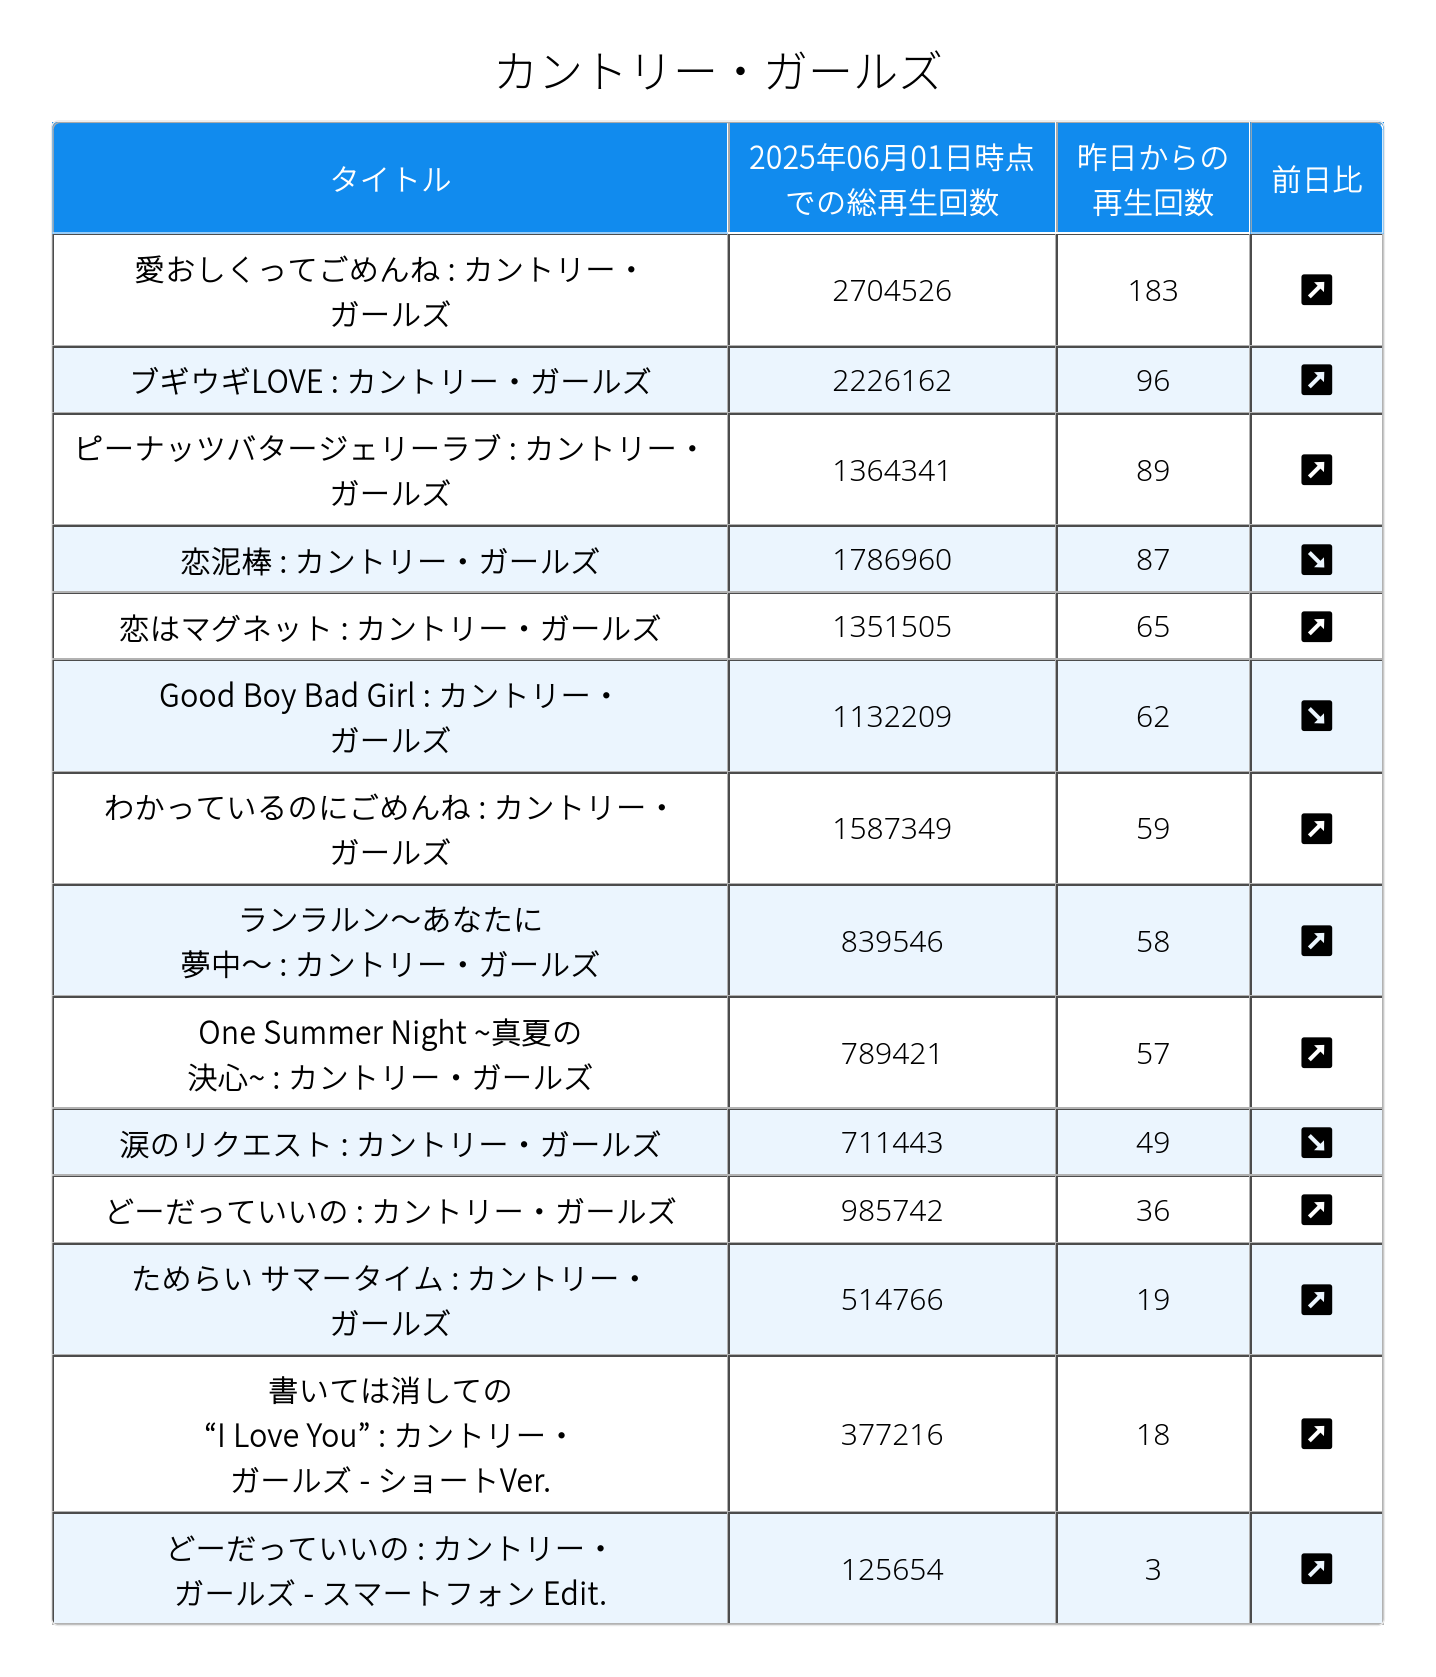 カントリー・ガールズ
タイトル
2025年06月01日時点
での総再生回数
昨日からの
再生回数
前日比
愛おしくってごめんね : カントリー・
ガールズ
2704526
183
ブギウギLOVE : カントリー・ガールズ
2226162
96
ピーナッツバタージェリーラブ : カントリー・
ガールズ
1364341
89
恋泥棒 : カントリー・ガールズ
1786960
87
恋はマグネット : カントリー・ガールズ
1351505
65
Good Boy Bad Girl : カントリー・
ガールズ
1132209
62
わかっているのにごめんね : カントリー・
ガールズ
1587349
59
ランラルン～あなたに
夢中～ : カントリー・ガールズ
839546
58
One Summer Night ~真夏の
決心~ : カントリー・ガールズ
789421
57
涙のリクエスト : カントリー・ガールズ
711443
49
どーだっていいの : カントリー・ガールズ
985742
36
ためらい サマータイム : カントリー・
ガールズ
514766
19
書いては消しての
“I Love You” : カントリー・
ガールズ - ショートVer.
377216
18
どーだっていいの : カントリー・
ガールズ - スマートフォン Edit.
125654
3